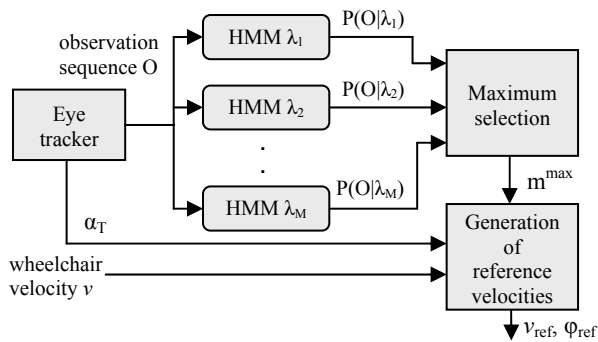 observation
sequence O
HMM λ1
P(O|λ1)
Eye
tracker
HMM λ2
P(O|λ2)
Maximum
selection
.
.
HMM λM
P(O|λM)
m^max
αT
Generation
of
reference
velocities
wheelchair
velocity v
vref, φref